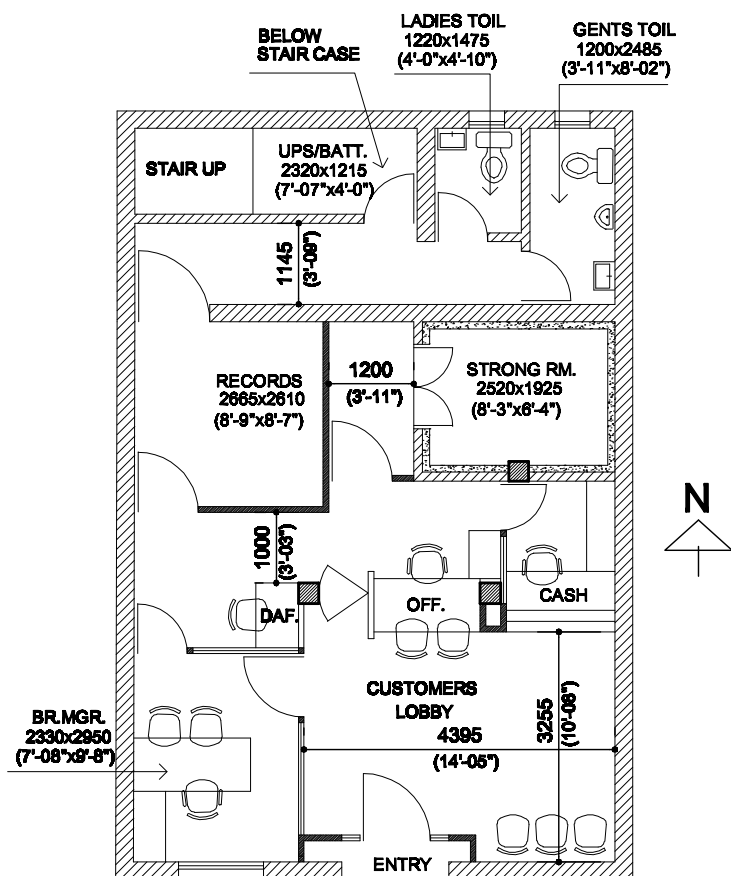 LADIES TOIL
1220x1475
(4'-0"x4'-10")
GENTS TOIL
1200x2485
(3'-11"x8'-02")
BELOW
STAIR CASE
STAIR UP
UPS/BATT.
2320x1215
(7'-07"x4'-0")
1145
(3'-09")
RECORDS
2665x2610
(8'-9"x8'-7")
1200
(3'-11")
STRONG RM.
2520x1925
(8'-3"x6'-4")
N
1000
(3'-03")
DAF.
OFF.
CASH
CUSTOMERS
LOBBY
4395
(14'-05")
3255
(10'-08")
BR.MGR.
2330x2950
(7'-08"x9'-8")
ENTRY